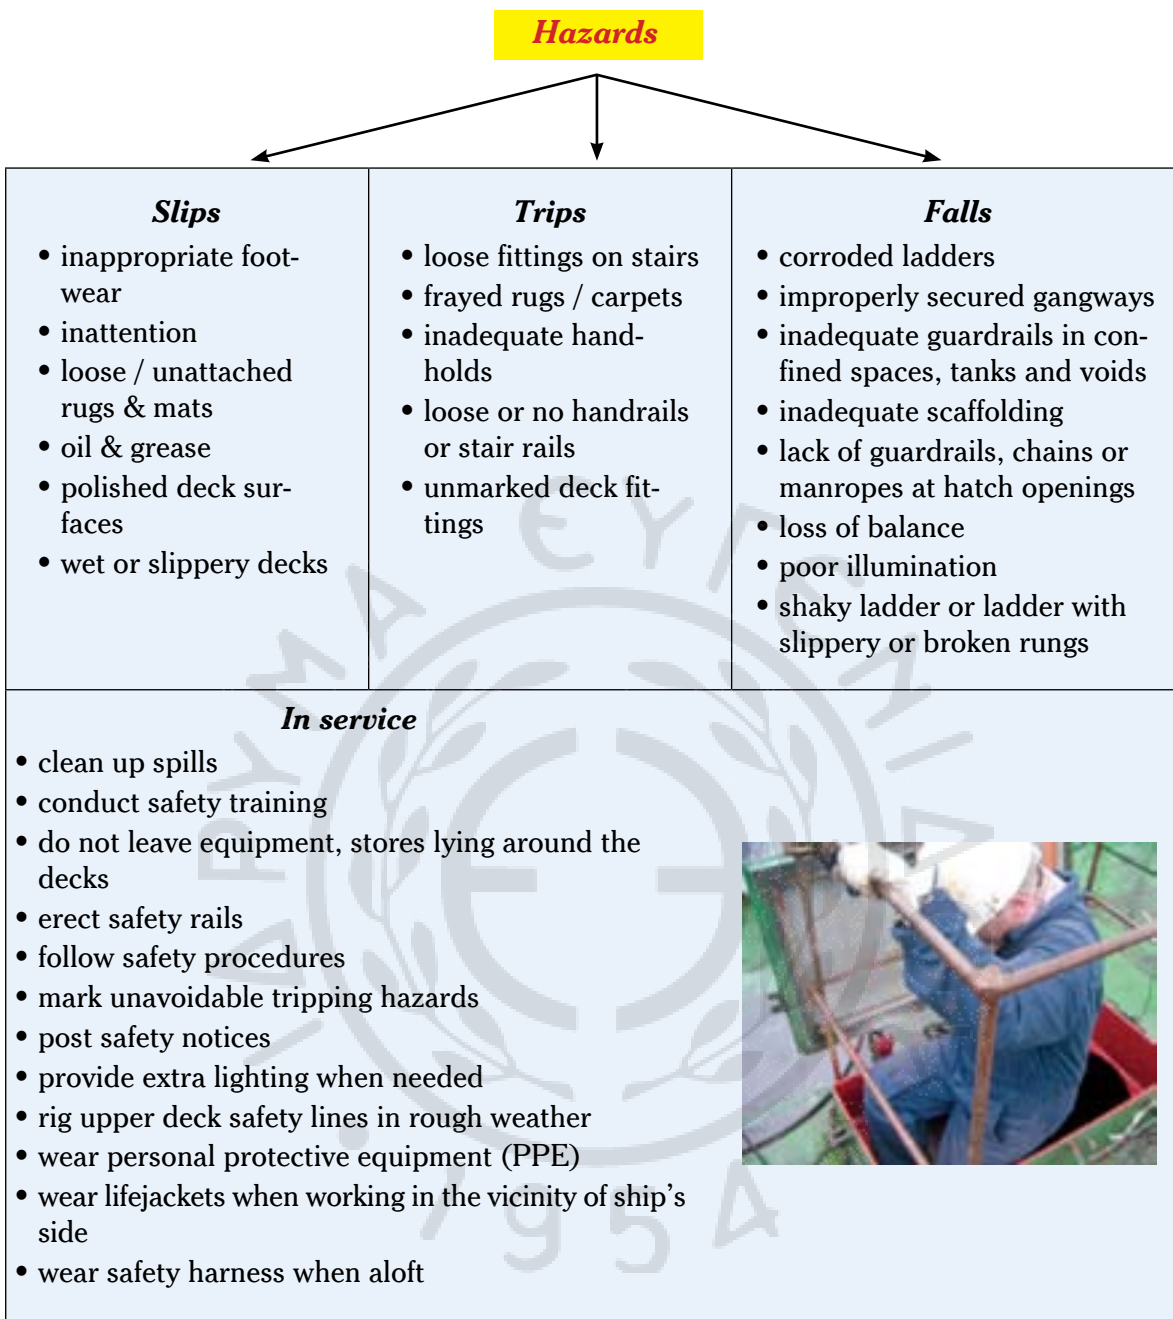 Hazards
Slips
• inappropriate foot-
wear
• inattention
• loose / unattached
rugs & mats
• oil & grease
• polished deck sur-
faces
• wet or slippery decks
Trips
• loose fittings on stairs
• frayed rugs / carpets
• inadequate hand-
holds
• loose or no handrails
or stair rails
• unmarked deck fit-
tings
Falls
• corroded ladders
• improperly secured gangways
• inadequate guardrails in con-
fined spaces, tanks and voids
• inadequate scaffolding
• lack of guardrails, chains or
manropes at hatch openings
• loss of balance
• poor illumination
• shaky ladder or ladder with
slippery or broken rungs
In service
• clean up spills
• conduct safety training
• do not leave equipment, stores lying around the
decks
• erect safety rails
• follow safety procedures
• mark unavoidable tripping hazards
• post safety notices
• provide extra lighting when needed
• rig upper deck safety lines in rough weather
• wear personal protective equipment (PPE)
• wear lifejackets when working in the vicinity of ship’s
side
• wear safety harness when aloft
ΙΔΡΥΜΑ ΕΥΓΕΝΙΔΟΥ
1954